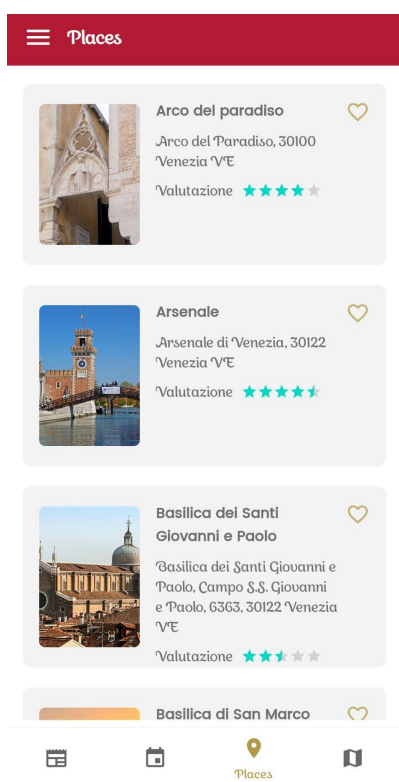 Places
Arco del paradiso
Arco del Paradiso, 30100
Venezia VE
Valutazione
Arsenale
Arsenale di Venezia, 30122
Venezia VE
Valutazione
Basilica dei Santi
Giovanni e Paolo
Basilica dei Santi Giovanni e
Paolo, Campo S.S. Giovanni
e Paolo, 6363, 30122 Venezia
VE
Valutazione
Basilica di San Marco
Places